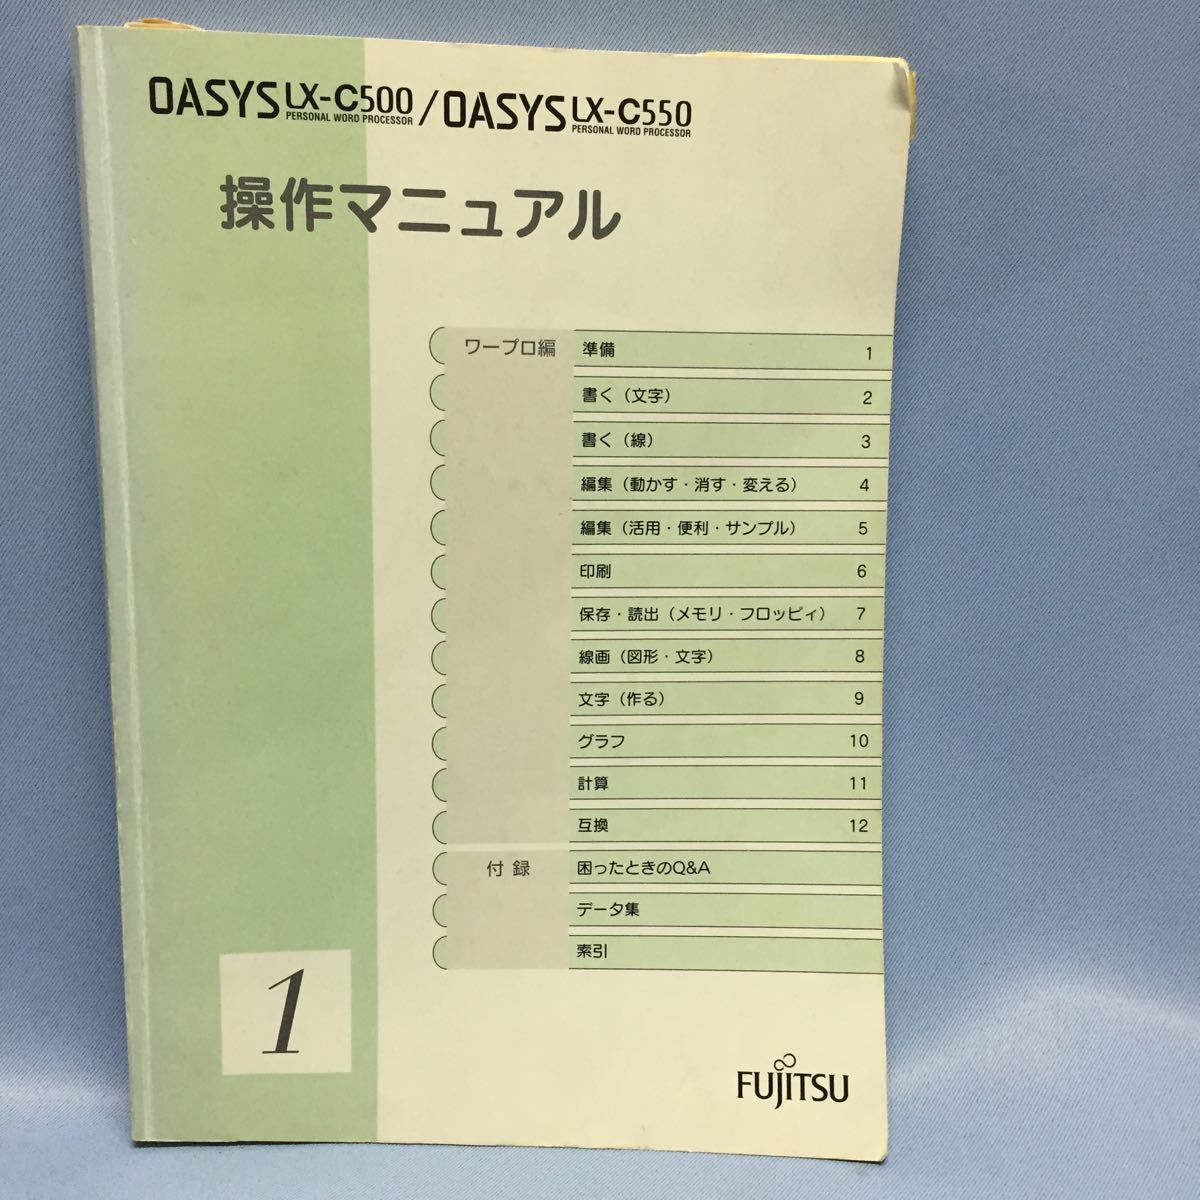 OASYS LX-C500 / OASYS LX-C550
PERSONAL WORD PROCESSOR PERSONAL WORD PROCESSOR
操作マニュアル
ワープロ編 準備 1
書く（文字） 2
書く（線） 3
編集（動かす・消す・変える） 4
編集（活用・便利・サンプル） 5
印刷 6
保存・読出（メモリ・フロッピィ） 7
線画（図形・文字） 8
文字（作る） 9
グラフ 10
計算 11
互換 12
付録 困ったときのQ&A
データ集
索引
1
FUJITSU